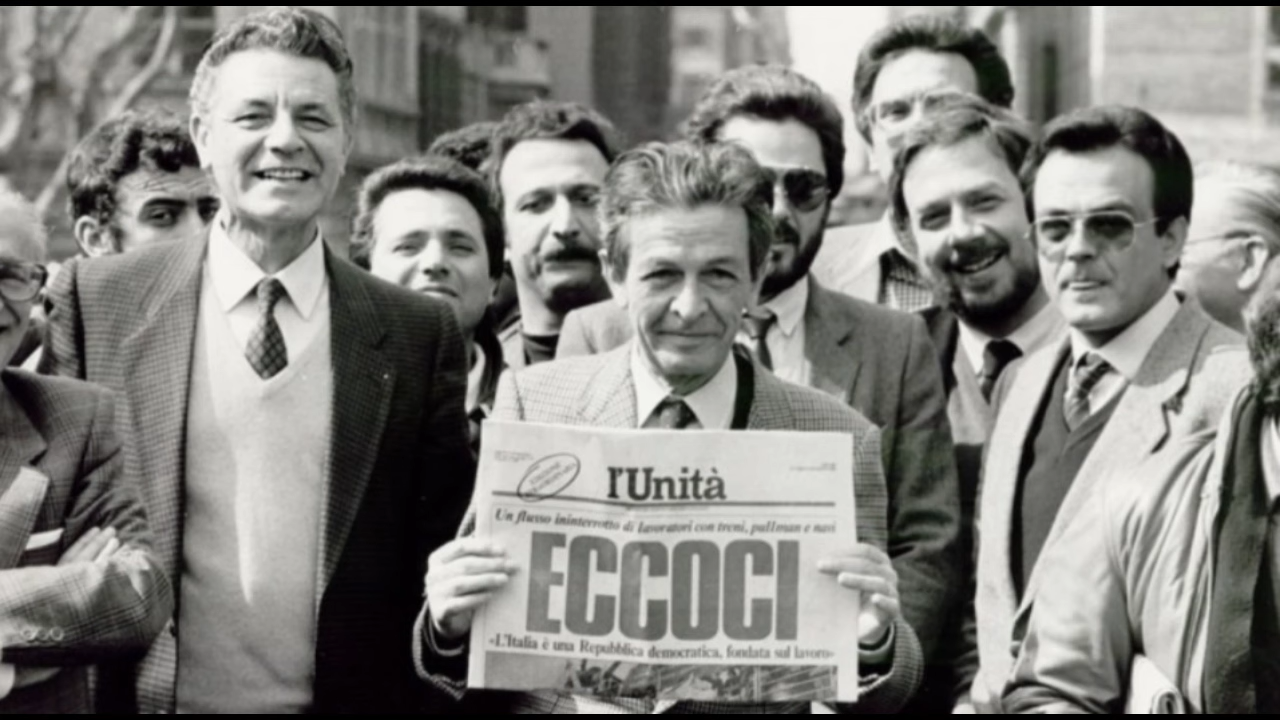 l'Unità
Un flusso ininterrotto di lavoratori con treni, pullman e navi
ECCOCI
«L'Italia è una Repubblica democratica, fondata sul lavoro»